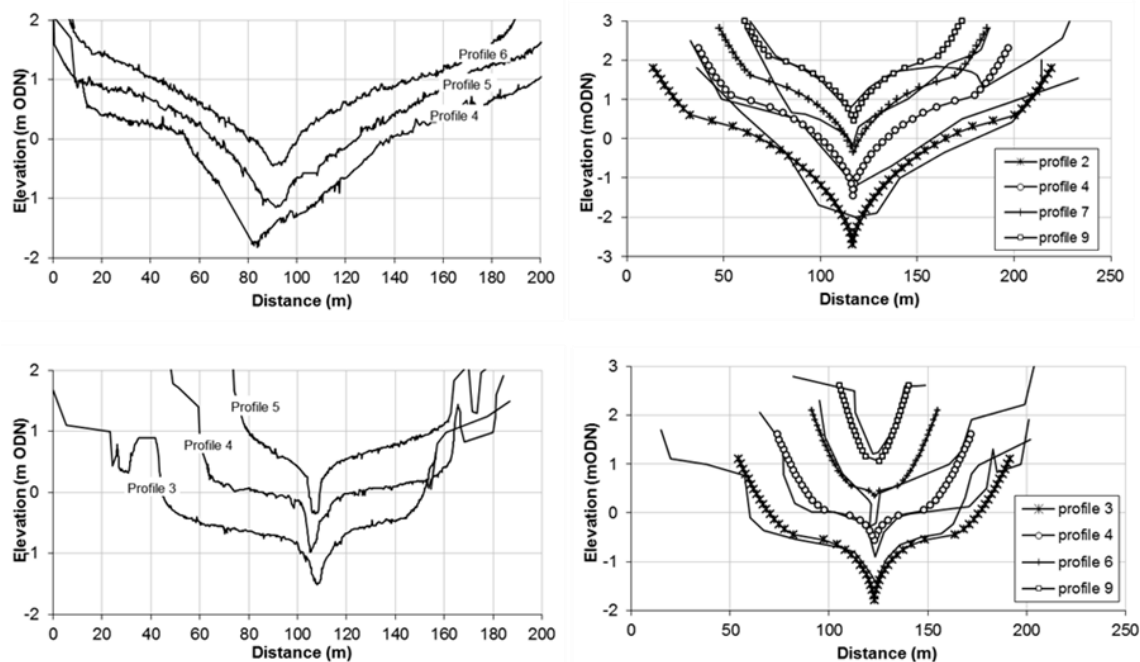 2
1
0
-1
-2
Elevation (m ODN)
0 20 40 60 80 100 120 140 160 180 200
Distance (m)
Profile 6
Profile 5
Profile 4
3
2
1
0
-1
-2
-3
Elevation (mODN)
0 50 100 150 200 250
Distance (m)
profile 2
profile 4
profile 7
profile 9
2
1
0
-1
-2
Elevation (m ODN)
0 20 40 60 80 100 120 140 160 180 200
Distance (m)
Profile 5
Profile 4
Profile 3
3
2
1
0
-1
-2
Elevation (mODN)
0 50 100 150 200 250
Distance (m)
profile 3
profile 4
profile 6
profile 9